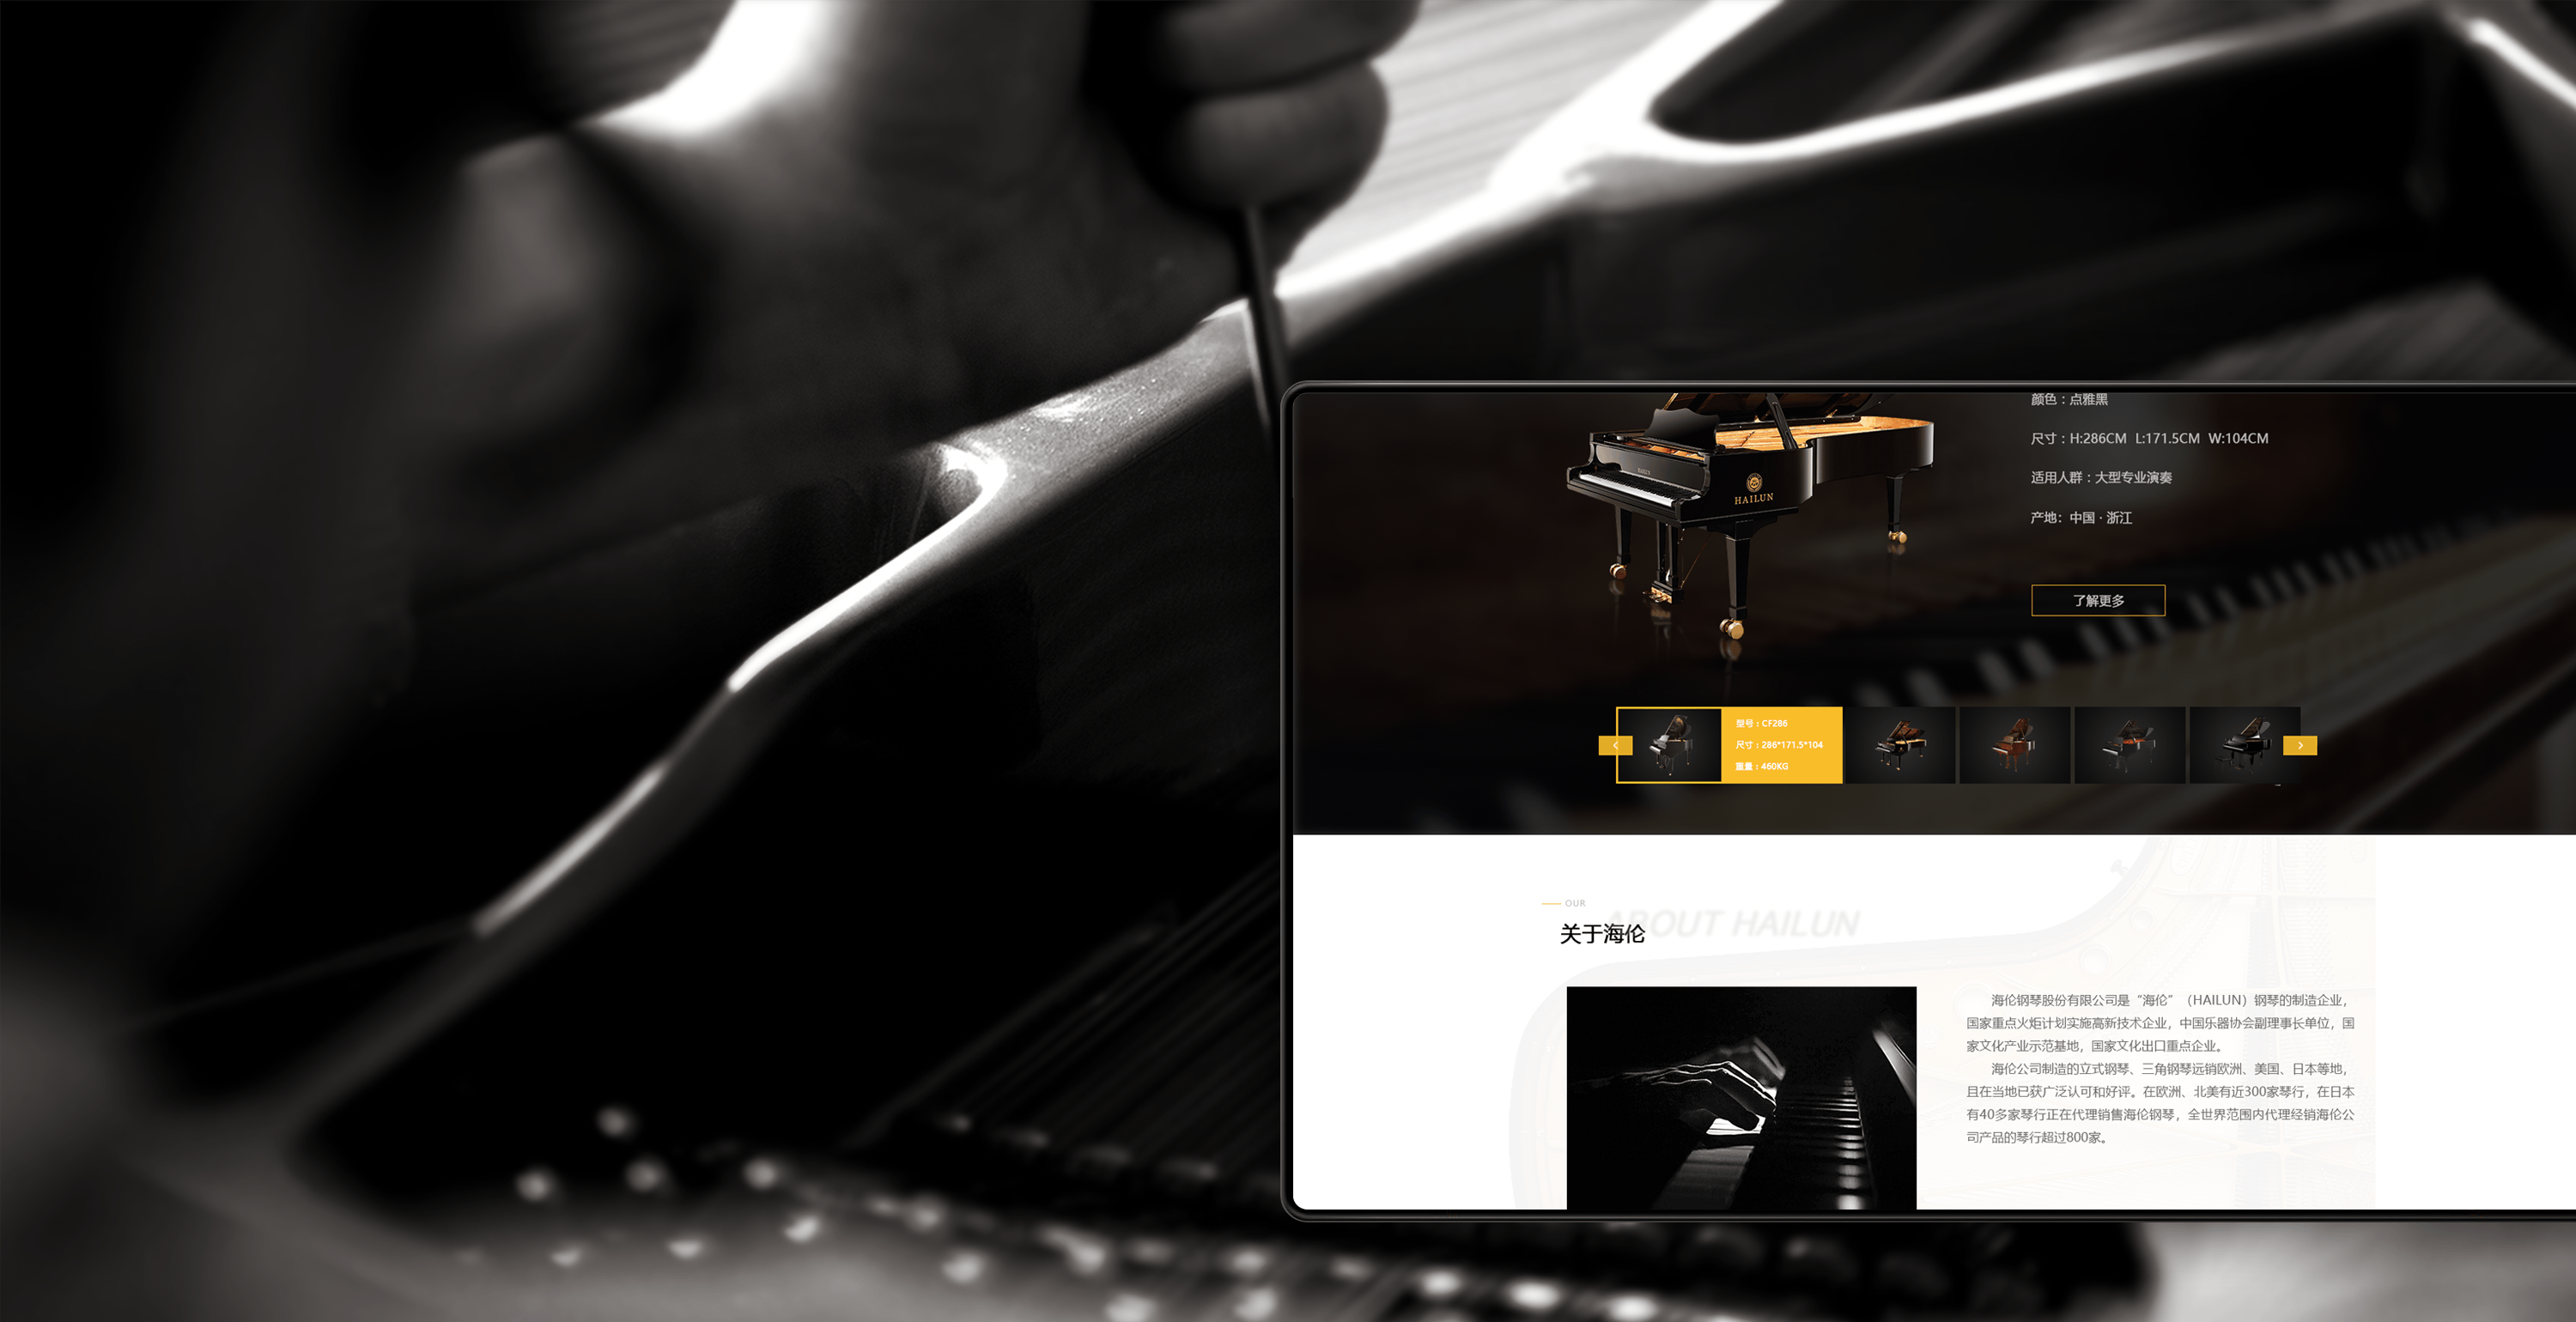 颜色：点雅黑
尺寸：H:286CM L:171.5CM W:104CM
适用人群：大型专业演奏
产地：中国 · 浙江
HAILUN
了解更多
型号：CF286
尺寸：286*171.5*104
重量：460KG
OUR
ABOUT HAILUN
关于海伦
海伦钢琴股份有限公司是“海伦”（HAILUN）钢琴的制造企业，
国家重点火炬计划实施高新技术企业，中国乐器协会副理事长单位，国
家文化产业示范基地，国家文化出口重点企业。
海伦公司制造的立式钢琴、三角钢琴远销欧洲、美国、日本等地，
且在当地已获广泛认可和好评。在欧洲、北美有近300家琴行，在日本
有40多家琴行正在代理销售海伦钢琴，全世界范围内代理经销海伦公
司产品的琴行超过800家。